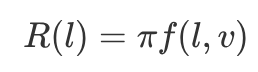 R(l) = πf(l, v)